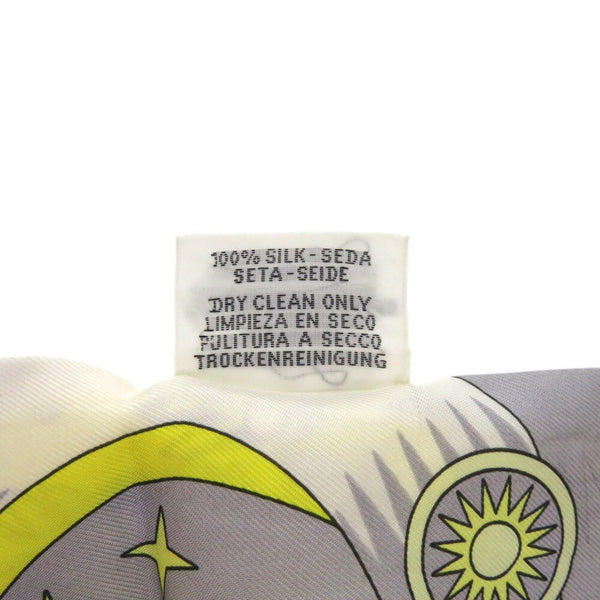 100% SILK - SEDA
SETA - SEIDE
DRY CLEAN ONLY
LIMPIEZA EN SECO
PULITURA A SECCO
TROCKENREINIGUNG